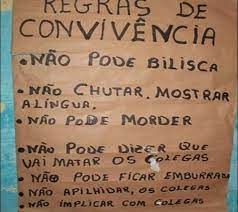 REGRAS DE
CONVIVÊNCIA
•NÃO PODE BILISCA
•NÃO CHUTAR, MOSTRAR
A LÍNGUA.
•NÃO PODE MORDER
•NÃO PODE DIZER QUE
VAI MATAR OS COLEGAS
•NÃO PODE FICAR EMBURRADO
•NÃO APILHIDAR, OS COLEGAS
•NÃO IMPLICAR COM COLEGAS